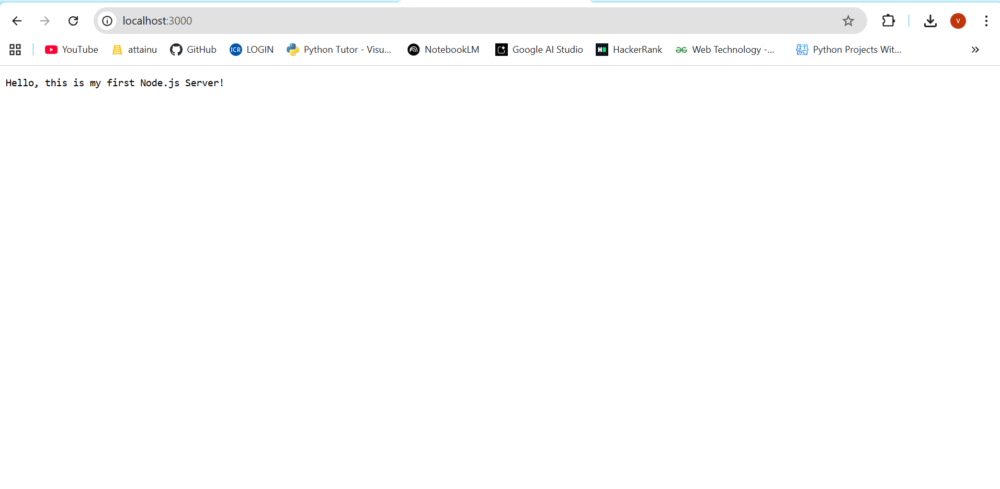 localhost:3000
V
YouTube attainu GitHub ICR LOGIN Python Tutor - Visu... NotebookLM Google AI Studio HackerRank Web Technology -... Python Projects Wit...
Hello, this is my first Node.js Server!